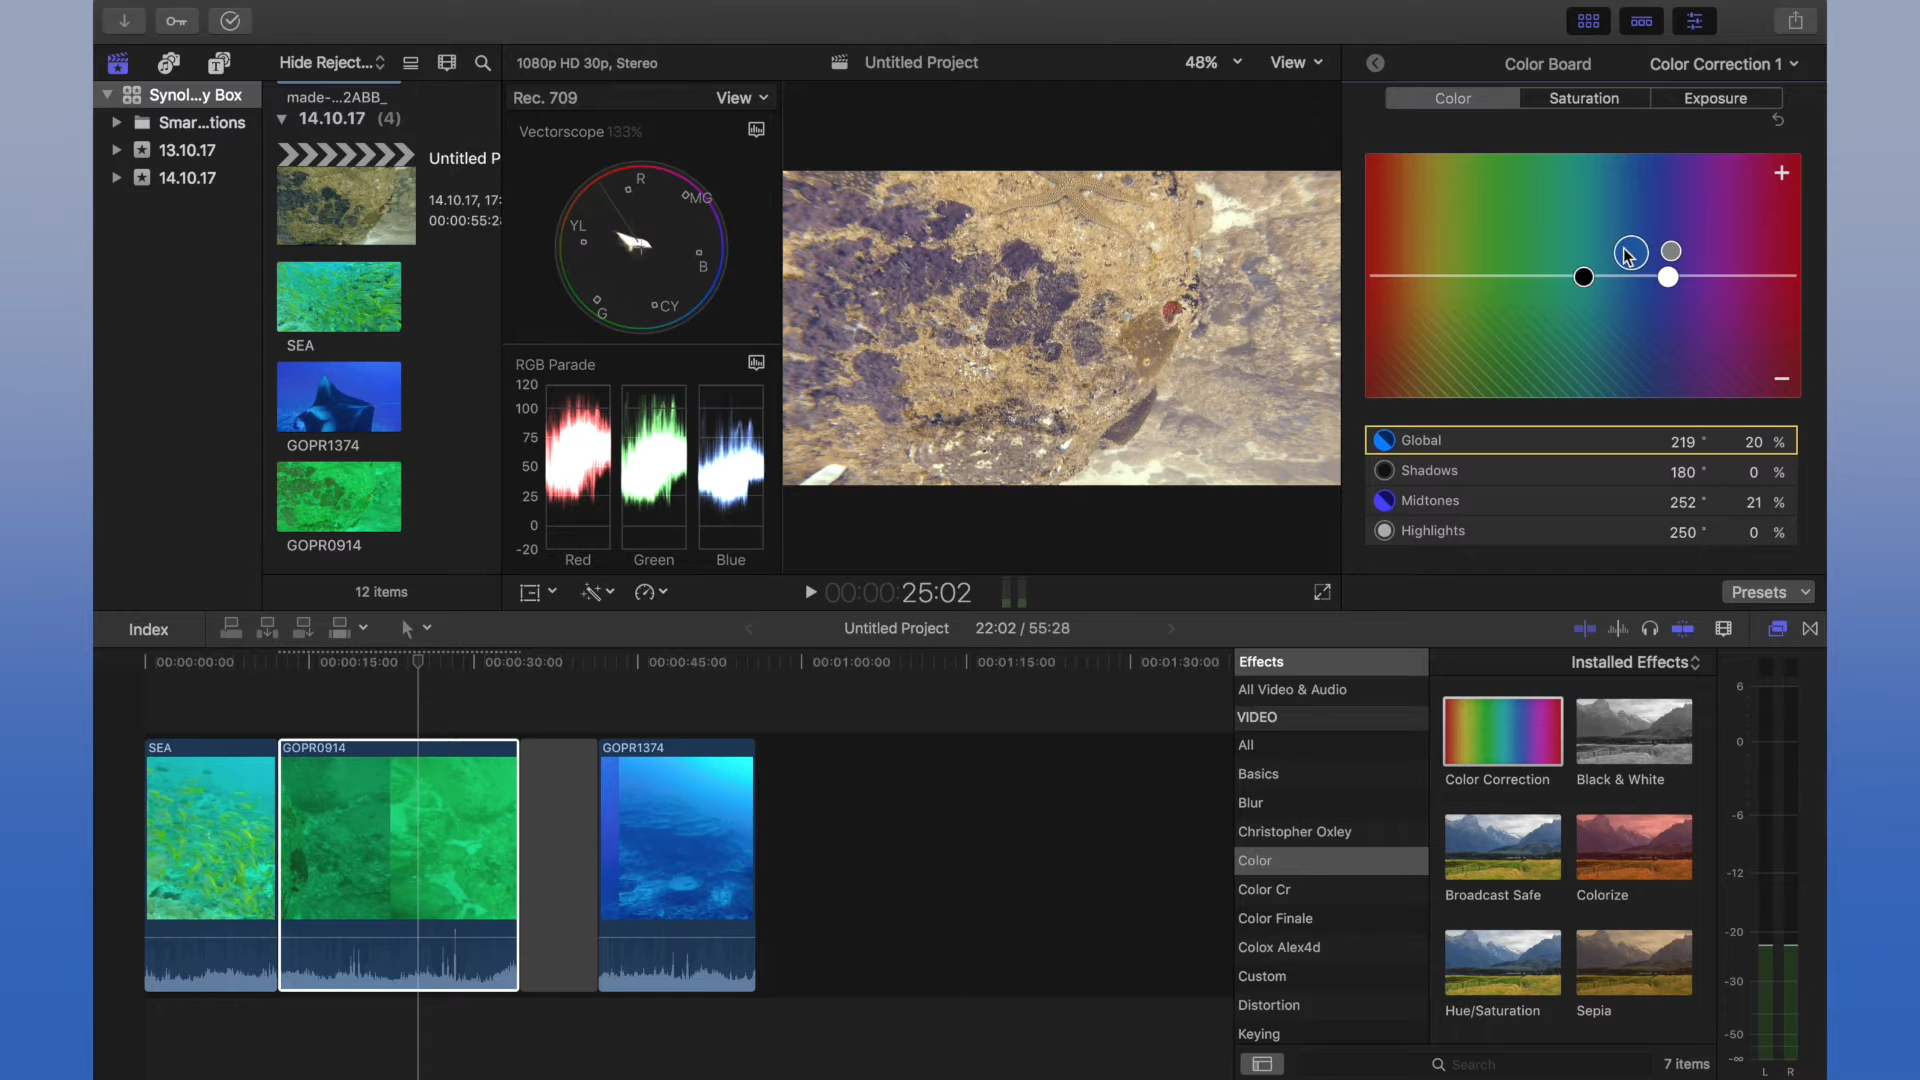 Hide Reject...
1080p HD 30p, Stereo
Untitled Project
48%
View
Color Board
Color Correction 1
Synol...y Box
Smar...tions
13.10.17
14.10.17
made-...2ABB_
14.10.17 (4)
Untitled P
14.10.17, 17:
00:00:55:2
SEA
GOPR1374
GOPR0914
12 items
Rec. 709
View
Vectorscope 133%
R
MG
YL
B
G
CY
RGB Parade
120
100
75
50
25
0
-20
Red
Green
Blue
Color
Saturation
Exposure
Global 219 ° 20 %
Shadows 180 ° 0 %
Midtones 252 ° 21 %
Highlights 250 ° 0 %
00:00:25:02
Presets
Index
Untitled Project
22:02 / 55:28
00:00:00:00
00:00:15:00
00:00:30:00
00:00:45:00
00:01:00:00
00:01:15:00
00:01:30:00
SEA
GOPR0914
GOPR1374
Effects
Installed Effects
All Video & Audio
VIDEO
All
Basics
Blur
Christopher Oxley
Color
Color Cr
Color Finale
Colox Alex4d
Custom
Distortion
Keying
Color Correction
Black & White
Broadcast Safe
Colorize
Hue/Saturation
Sepia
Search
7 items
6
0
-6
-12
-20
-30
-50
-∞
L R